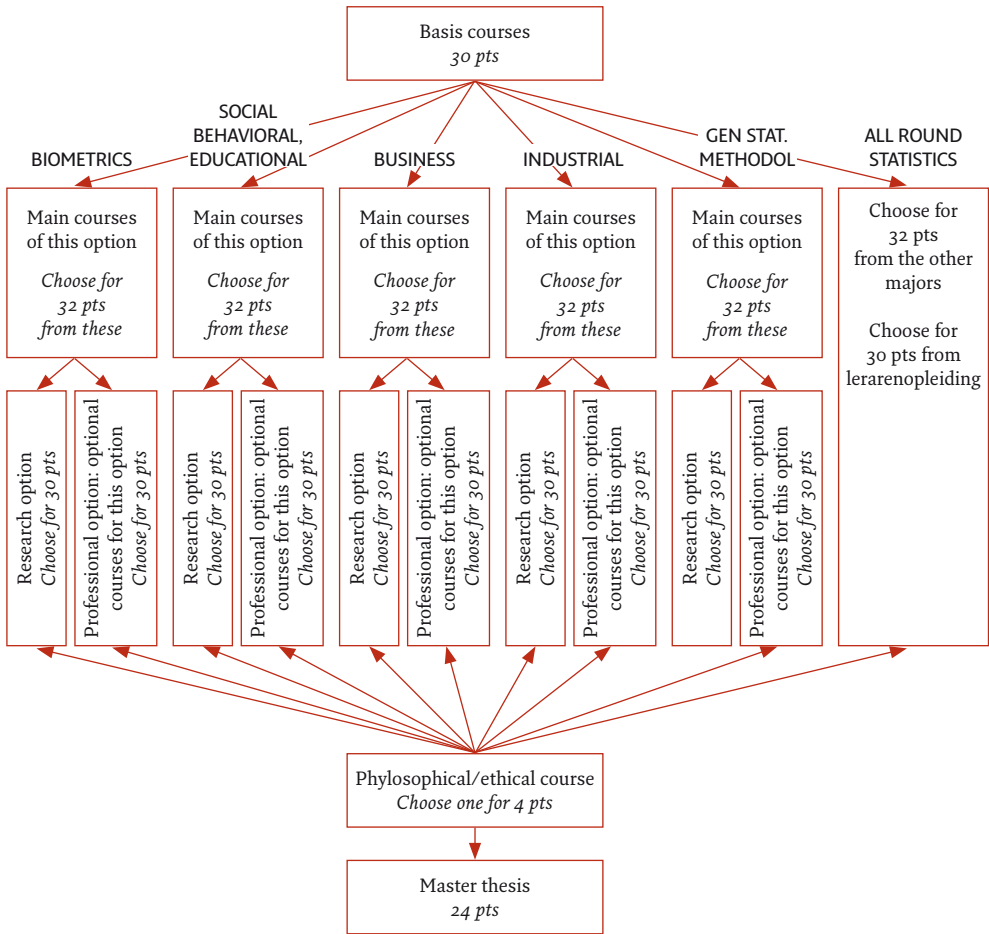 Basis courses
30 pts
BIOMETRICS
SOCIAL
BEHAVIORAL,
EDUCATIONAL
BUSINESS
INDUSTRIAL
GEN STAT.
METHODOL
ALL ROUND
STATISTICS
Main courses
of this option
Choose for
32 pts
from these
Main courses
of this option
Choose for
32 pts
from these
Main courses
of this option
Choose for
32 pts
from these
Main courses
of this option
Choose for
32 pts
from these
Main courses
of this option
Choose for
32 pts
from these
Choose for
32 pts
from the other
majors
Choose for
30 pts from
lerarenopleiding
Research option
Choose for 30 pts
Professional option: optional
courses for this option
Choose for 30 pts
Research option
Choose for 30 pts
Professional option: optional
courses for this option
Choose for 30 pts
Research option
Choose for 30 pts
Professional option: optional
courses for this option
Choose for 30 pts
Research option
Choose for 30 pts
Professional option: optional
courses for this option
Choose for 30 pts
Research option
Choose for 30 pts
Professional option: optional
courses for this option
Choose for 30 pts
Phylosophical/ethical course
Choose one for 4 pts
Master thesis
24 pts